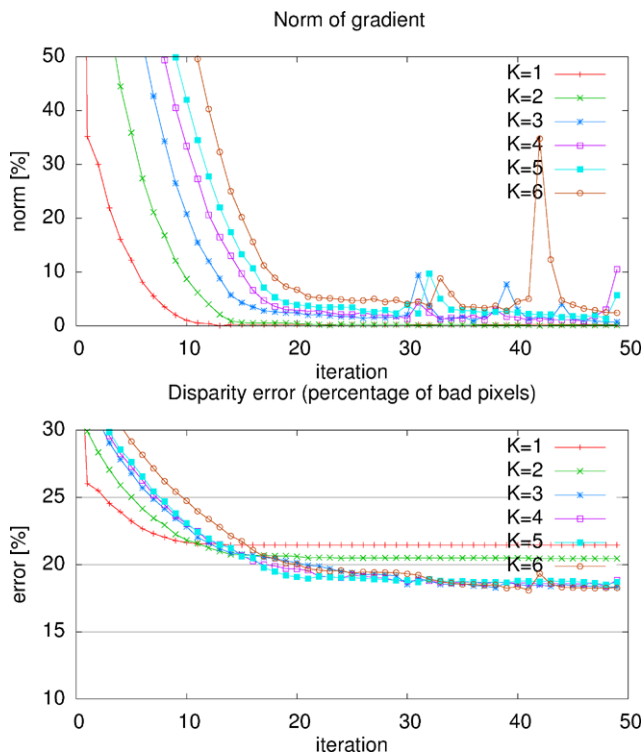 Norm of gradient
norm [%]
50
40
30
20
10
0
K=1
K=2
K=3
K=4
K=5
K=6
0 10 20 30 40 50
iteration
Disparity error (percentage of bad pixels)
error [%]
30
25
20
15
10
K=1
K=2
K=3
K=4
K=5
K=6
0 10 20 30 40 50
iteration